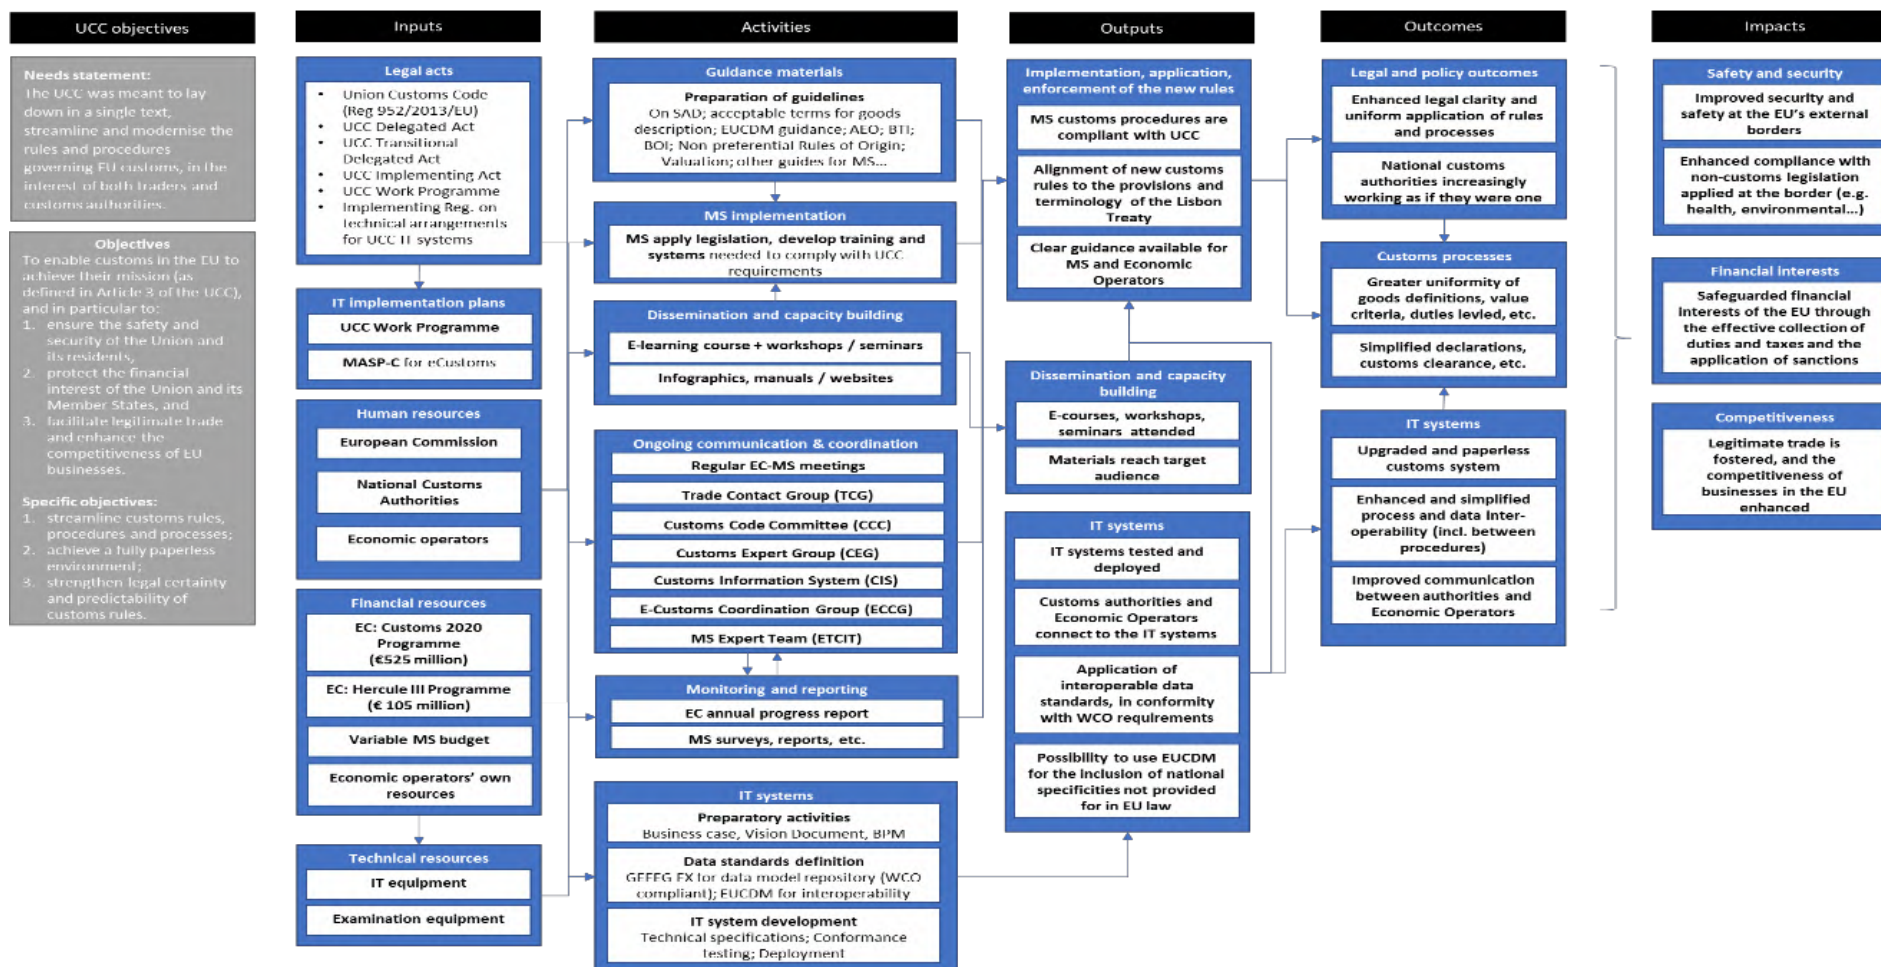 UCC objectives
Needs statement:
The UCC was meant to lay
down in a single text,
streamline and modernise the
rules and procedures
governing EU customs, in the
interest of both traders and
customs authorities.
Objectives
To enable customs in the EU to
achieve their mission (as
defined in Article 3 of the UCC),
and in particular to:
1. ensure the safety and
security of the Union and
its residents,
2. protect the financial
interest of the Union and its
Member States, and
3. facilitate legitimate trade
and enhance the
competitiveness of EU
businesses.
Specific objectives:
1. streamline customs rules,
procedures and processes;
2. achieve a fully paperless
environment;
3. strengthen legal certainty
and predictability of
customs rules.
Inputs
Legal acts
• Union Customs Code
(Reg 952/2013/EU)
• UCC Delegated Act
• UCC Transitional
Delegated Act
• UCC Implementing Act
• UCC Work Programme
• Implementing Reg. on
technical arrangements
for UCC IT systems
IT implementation plans
UCC Work Programme
MASP-C for eCustoms
Human resources
European Commission
National Customs
Authorities
Economic operators
Financial resources
EC: Customs 2020
Programme
(€525 million)
EC: Hercule III Programme
(€ 105 million)
Variable MS budget
Economic operators' own
resources
Technical resources
IT equipment
Examination equipment
Activities
Guidance materials
Preparation of guidelines
On SAD; acceptable terms for goods
description; EUCDM guidance; AEO; BTI;
BOI; Non preferential Rules of Origin;
Valuation; other guides for MS...
MS implementation
MS apply legislation, develop training and
systems needed to comply with UCC
requirements
Dissemination and capacity building
E-learning course + workshops / seminars
Infographics, manuals / websites
Ongoing communication & coordination
Regular EC-MS meetings
Trade Contact Group (TCG)
Customs Code Committee (CCC)
Customs Expert Group (CEG)
Customs Information System (CIS)
E-Customs Coordination Group (ECCG)
MS Expert Team (ETCIT)
Monitoring and reporting
EC annual progress report
MS surveys, reports, etc.
IT systems
Preparatory activities
Business case, Vision Document, BPM
Data standards definition
GEFEG FX for data model repository (WCO
compliant); EUCDM for interoperability
IT system development
Technical specifications; Conformance
testing; Deployment
Outputs
Implementation, application,
enforcement of the new rules
MS customs procedures are
compliant with UCC
Alignment of new customs
rules to the provisions and
terminology of the Lisbon
Treaty
Clear guidance available for
MS and Economic
Operators
Dissemination and capacity
building
E-courses, workshops,
seminars attended
Materials reach target
audience
IT systems
IT systems tested and
deployed
Customs authorities and
Economic Operators
connect to the IT systems
Application of
interoperable data
standards, in conformity
with WCO requirements
Possibility to use EUCDM
for the inclusion of national
specificities not provided
for in EU law
Outcomes
Legal and policy outcomes
Enhanced legal clarity and
uniform application of rules
and processes
National customs
authorities increasingly
working as if they were one
Customs processes
Greater uniformity of
goods definitions, value
criteria, duties levied, etc.
Simplified declarations,
customs clearance, etc.
IT systems
Upgraded and paperless
customs system
Enhanced and simplified
process and data Inter-
operability (incl. between
procedures)
Improved communication
between authorities and
Economic Operators
Impacts
Safety and security
Improved security and
safety at the EU's external
borders
Enhanced compliance with
non-customs legislation
applied at the border (e.g.
health, environmental...)
Financial interests
Safeguarded financial
interests of the EU through
the effective collection of
duties and taxes and the
application of sanctions
Competitiveness
Legitimate trade is
fostered, and the
competitiveness of
businesses in the EU
enhanced